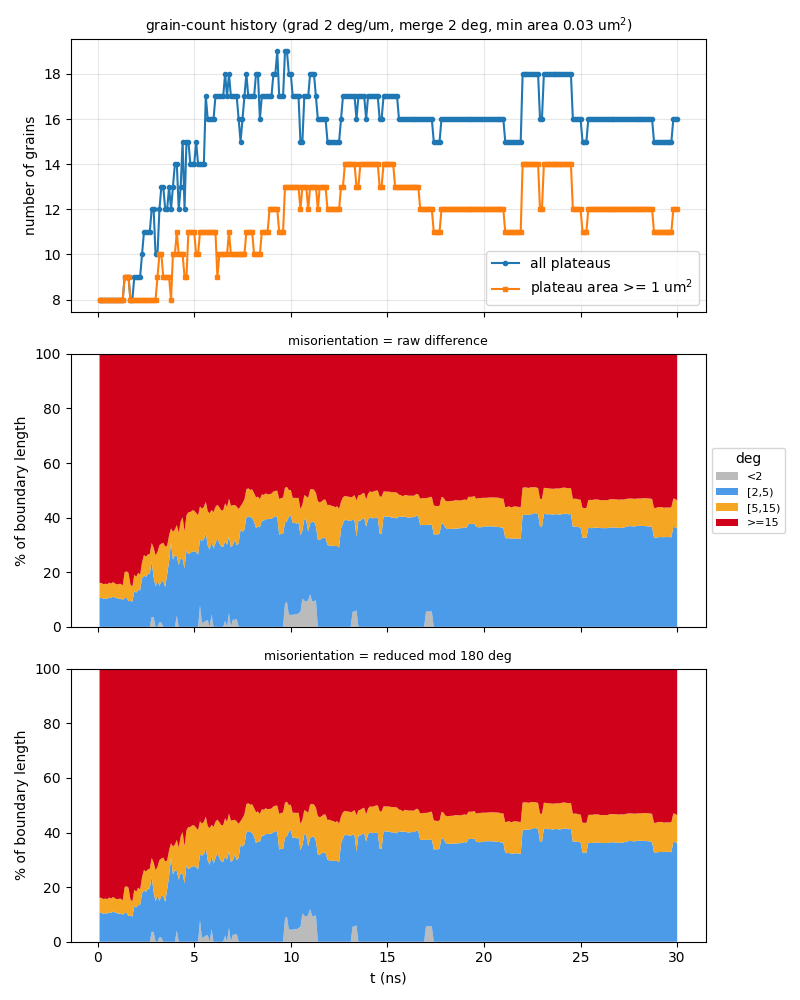 grain-count history (grad 2 deg/um, merge 2 deg, min area 0.03 um²)
number of grains
18
16
14
12
10
8
all plateaus
plateau area >= 1 um²
misorientation = raw difference
% of boundary length
100
80
60
40
20
0
deg
<2
[2,5)
[5,15)
>=15
misorientation = reduced mod 180 deg
% of boundary length
100
80
60
40
20
0
0 5 10 15 20 25 30
t (ns)